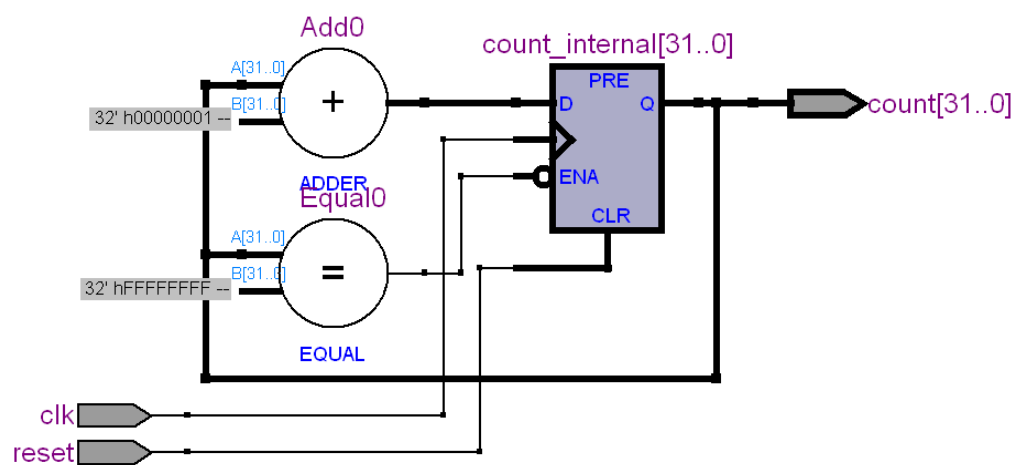 Add0
count_internal[31..0]
A[31..0]
B[31..0]
32' h00000001 --
+
D
PRE
Q
count[31..0]
ENA
CLR
ADDER
Equal0
A[31..0]
B[31..0]
32' hFFFFFFFF --
=
EQUAL
clk
reset